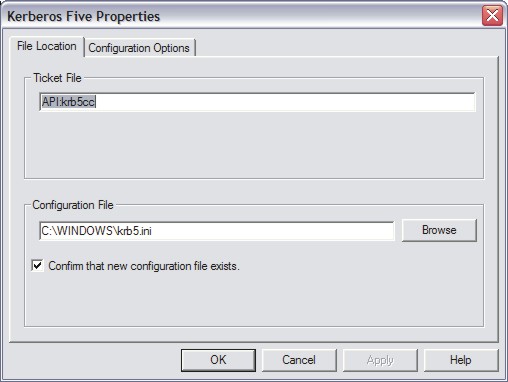 Kerberos Five Properties
File Location
Configuration Options
Ticket File
API:krb5cc
Configuration File
C:\WINDOWS\krb5.ini
Browse
Confirm that new configuration file exists.
OK
Cancel
Apply
Help